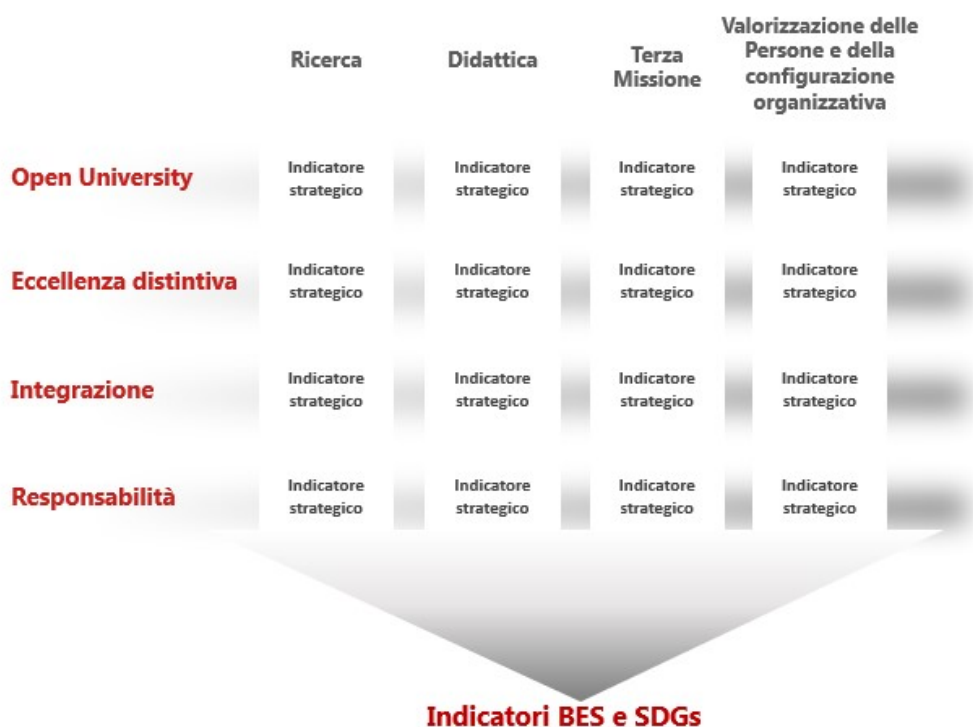 Ricerca
Didattica
Terza
Missione
Valorizzazione delle
Persone e della
configurazione
organizzativa
Open University
Indicatore
strategico
Indicatore
strategico
Indicatore
strategico
Indicatore
strategico
Eccellenza distintiva
Indicatore
strategico
Indicatore
strategico
Indicatore
strategico
Indicatore
strategico
Integrazione
Indicatore
strategico
Indicatore
strategico
Indicatore
strategico
Indicatore
strategico
Responsabilità
Indicatore
strategico
Indicatore
strategico
Indicatore
strategico
Indicatore
strategico
Indicatori BES e SDGs